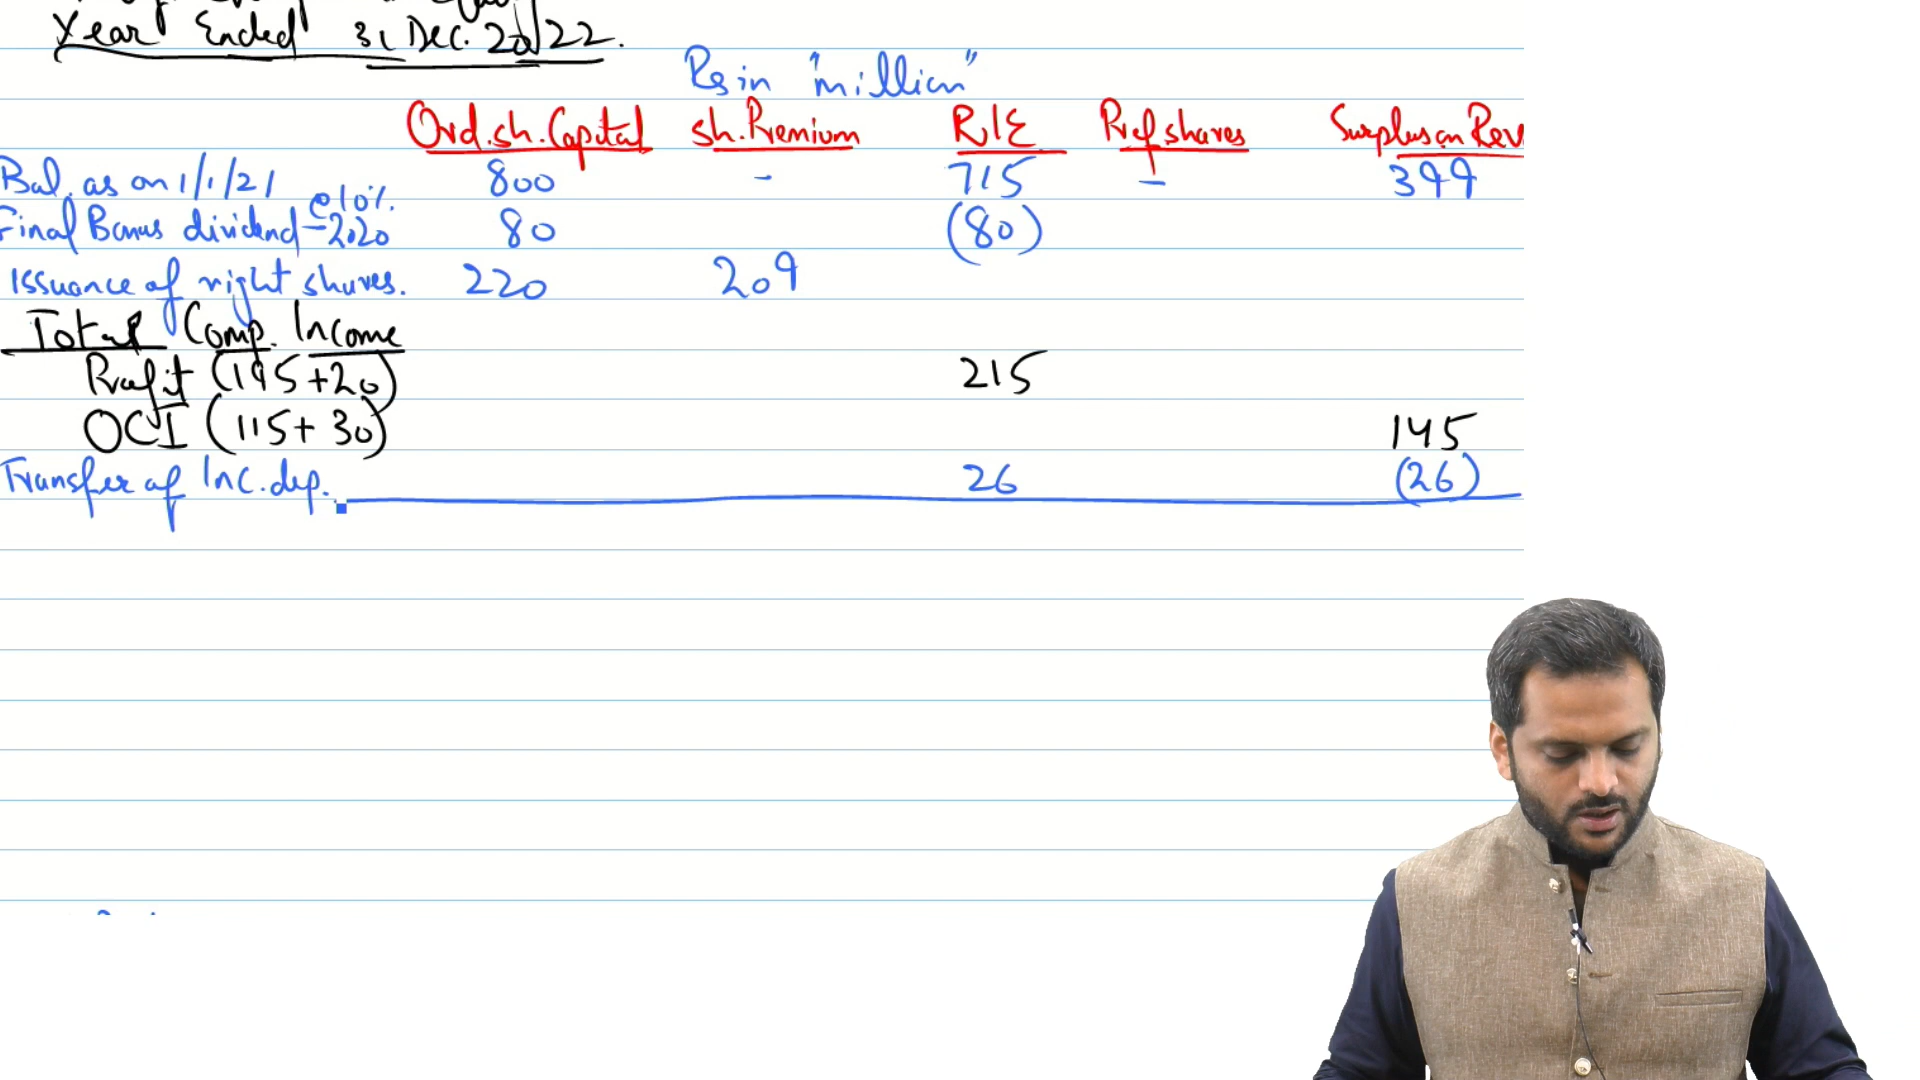 Year Ended 31 Dec. 2022.
Rs in "million"
Ord.sh.Capital sh.Premium R/E Pref shares Surplus on Rev
Bal. as on 1/1/21 800 - 715 - 399
Final Bonus dividend-2020 @10%. 80 (80)
Issuance of right shares. 220 209
Total Comp. Income
Profit (195+20) 215
OCI (115+30) 145
Transfer of Inc.dep. 26 (26)